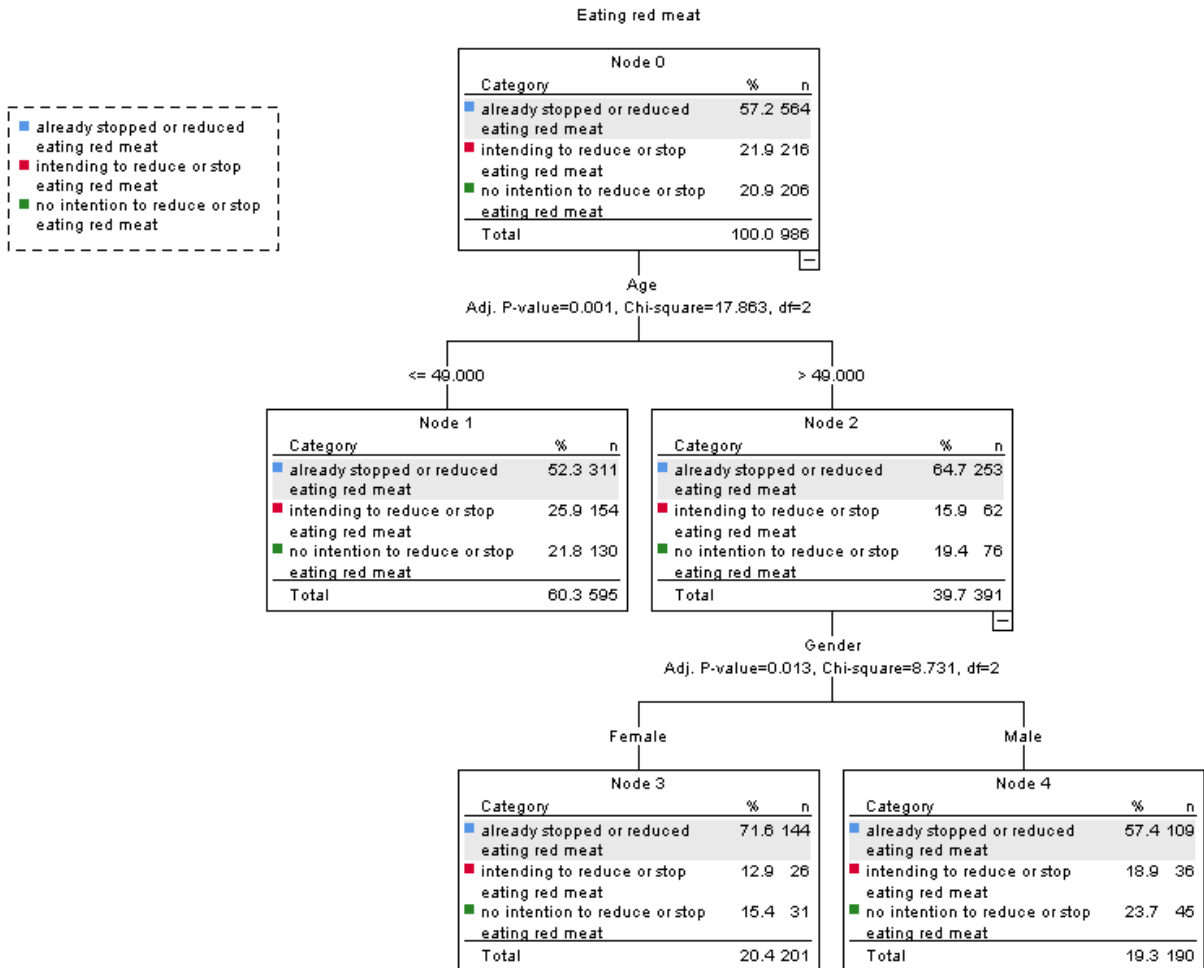 Eating red meat
already stopped or reduced
eating red meat
intending to reduce or stop
eating red meat
no intention to reduce or stop
eating red meat
Node 0
Category % n
already stopped or reduced 57.2 564
eating red meat
intending to reduce or stop 21.9 216
eating red meat
no intention to reduce or stop 20.9 206
eating red meat
Total 100.0 986
Age
Adj. P-value=0.001, Chi-square=17.863, df=2
<= 49.000
> 49.000
Node 1
Category % n
already stopped or reduced 52.3 311
eating red meat
intending to reduce or stop 25.9 154
eating red meat
no intention to reduce or stop 21.8 130
eating red meat
Total 60.3 595
Node 2
Category % n
already stopped or reduced 64.7 253
eating red meat
intending to reduce or stop 15.9 62
eating red meat
no intention to reduce or stop 19.4 76
eating red meat
Total 39.7 391
Gender
Adj. P-value=0.013, Chi-square=8.731, df=2
Female
Male
Node 3
Category % n
already stopped or reduced 71.6 144
eating red meat
intending to reduce or stop 12.9 26
eating red meat
no intention to reduce or stop 15.4 31
eating red meat
Total 20.4 201
Node 4
Category % n
already stopped or reduced 57.4 109
eating red meat
intending to reduce or stop 18.9 36
eating red meat
no intention to reduce or stop 23.7 45
eating red meat
Total 19.3 190